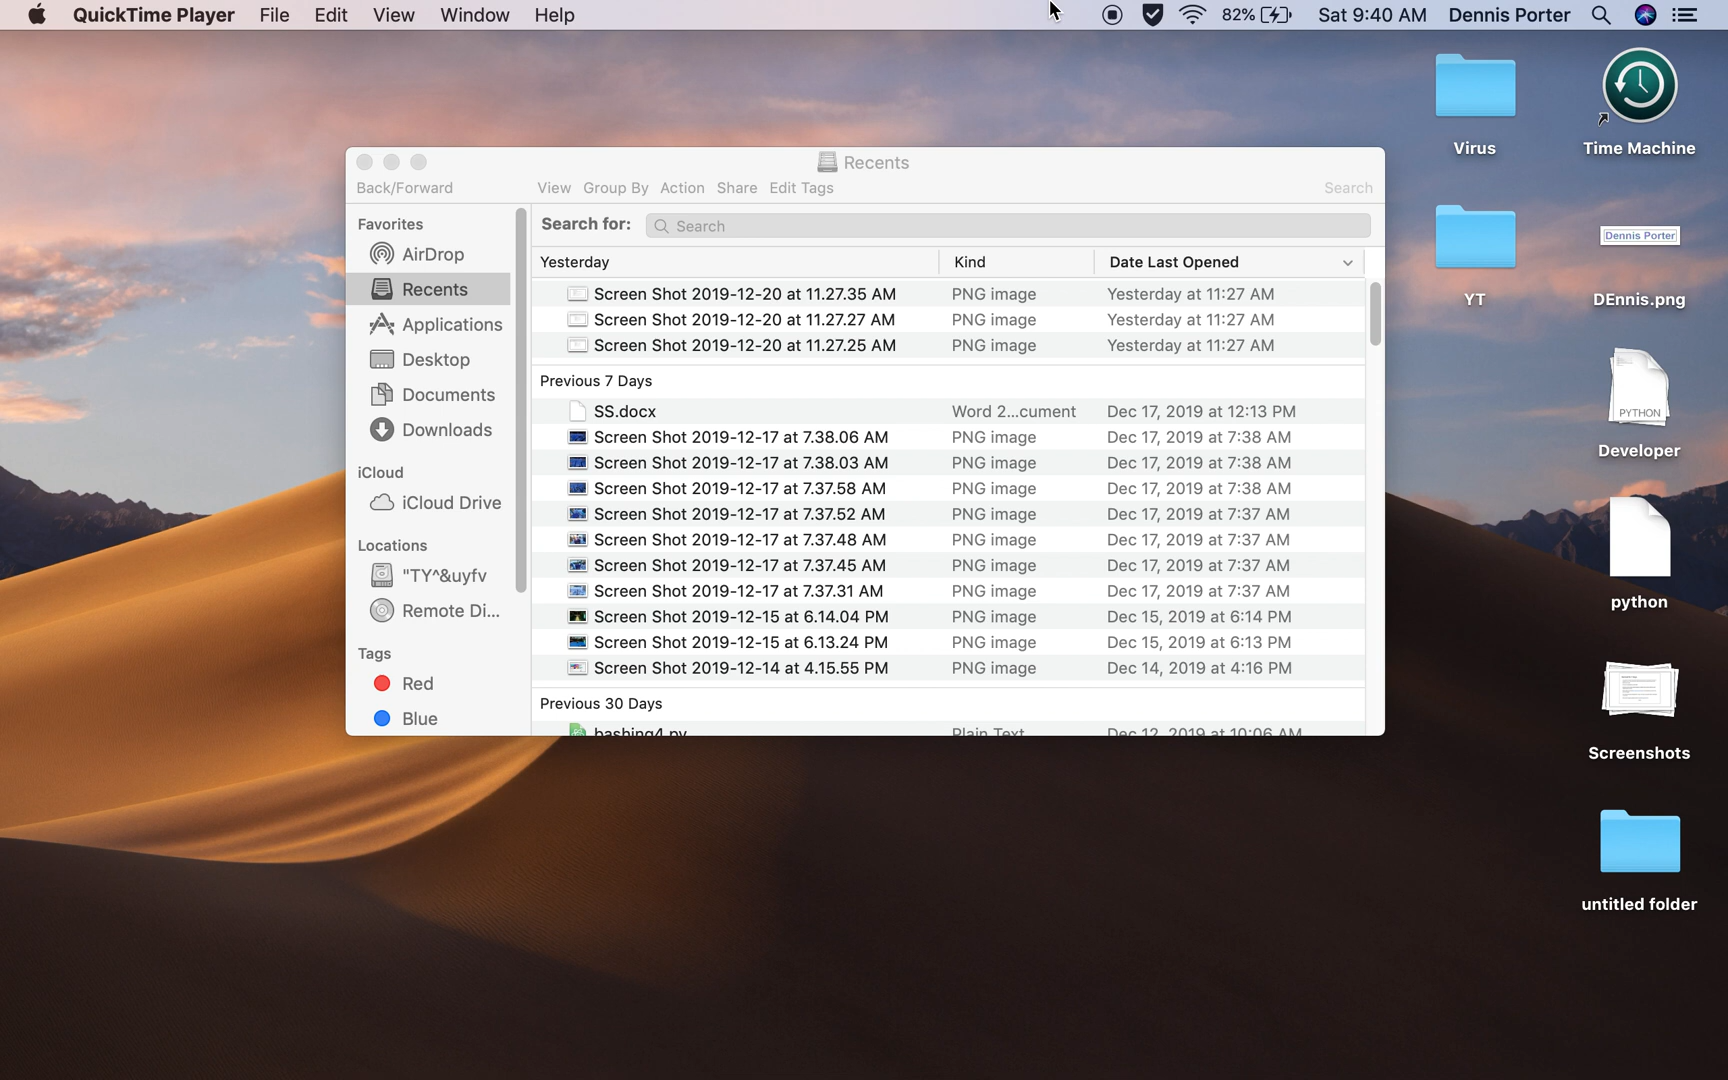 QuickTime Player File Edit View Window Help 82% Sat 9:40 AM Dennis Porter
Recents
Back/Forward View Group By Action Share Edit Tags Search
Favorites
AirDrop
Recents
Applications
Desktop
Documents
Downloads
iCloud
iCloud Drive
Locations
"TY^&uyfv
Remote Di...
Tags
Red
Blue
Search for: Search
Yesterday Kind Date Last Opened
Screen Shot 2019-12-20 at 11.27.35 AM PNG image Yesterday at 11:27 AM
Screen Shot 2019-12-20 at 11.27.27 AM PNG image Yesterday at 11:27 AM
Screen Shot 2019-12-20 at 11.27.25 AM PNG image Yesterday at 11:27 AM
Previous 7 Days
SS.docx Word 2...cument Dec 17, 2019 at 12:13 PM
Screen Shot 2019-12-17 at 7.38.06 AM PNG image Dec 17, 2019 at 7:38 AM
Screen Shot 2019-12-17 at 7.38.03 AM PNG image Dec 17, 2019 at 7:38 AM
Screen Shot 2019-12-17 at 7.37.58 AM PNG image Dec 17, 2019 at 7:38 AM
Screen Shot 2019-12-17 at 7.37.52 AM PNG image Dec 17, 2019 at 7:37 AM
Screen Shot 2019-12-17 at 7.37.48 AM PNG image Dec 17, 2019 at 7:37 AM
Screen Shot 2019-12-17 at 7.37.45 AM PNG image Dec 17, 2019 at 7:37 AM
Screen Shot 2019-12-17 at 7.37.31 AM PNG image Dec 17, 2019 at 7:37 AM
Screen Shot 2019-12-15 at 6.14.04 PM PNG image Dec 15, 2019 at 6:14 PM
Screen Shot 2019-12-15 at 6.13.24 PM PNG image Dec 15, 2019 at 6:13 PM
Screen Shot 2019-12-14 at 4.15.55 PM PNG image Dec 14, 2019 at 4:16 PM
Previous 30 Days
bashing4.py Plain Text Dec 12, 2019 at 10:06 AM
Virus
Time Machine
YT
Dennis Porter
DEnnis.png
PYTHON
Developer
python
Screenshots
untitled folder